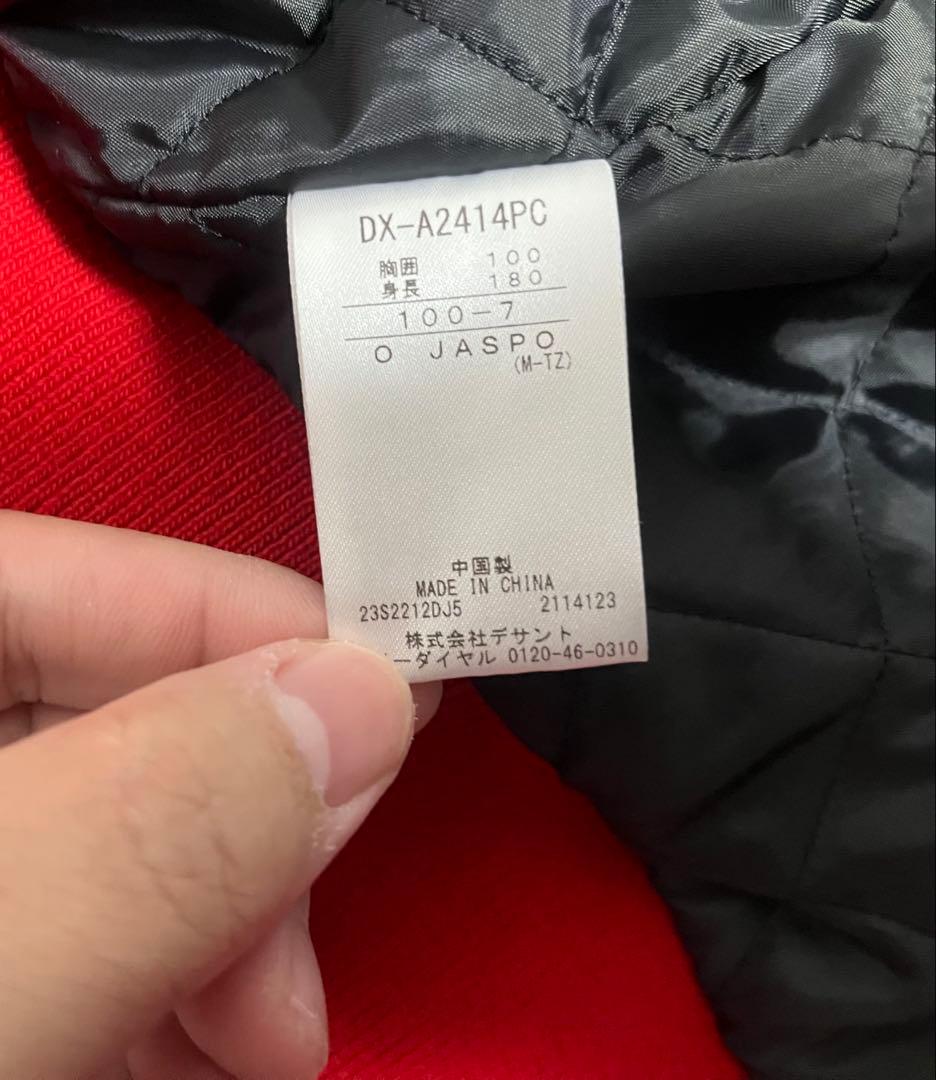 DX-A2414PC
胸囲 100
身長 180
100-7
O JASPO
(M-TZ)
中国製
MADE IN CHINA
23S2212DJ5 2114123
株式会社デサント
ーダイヤル 0120-46-0310